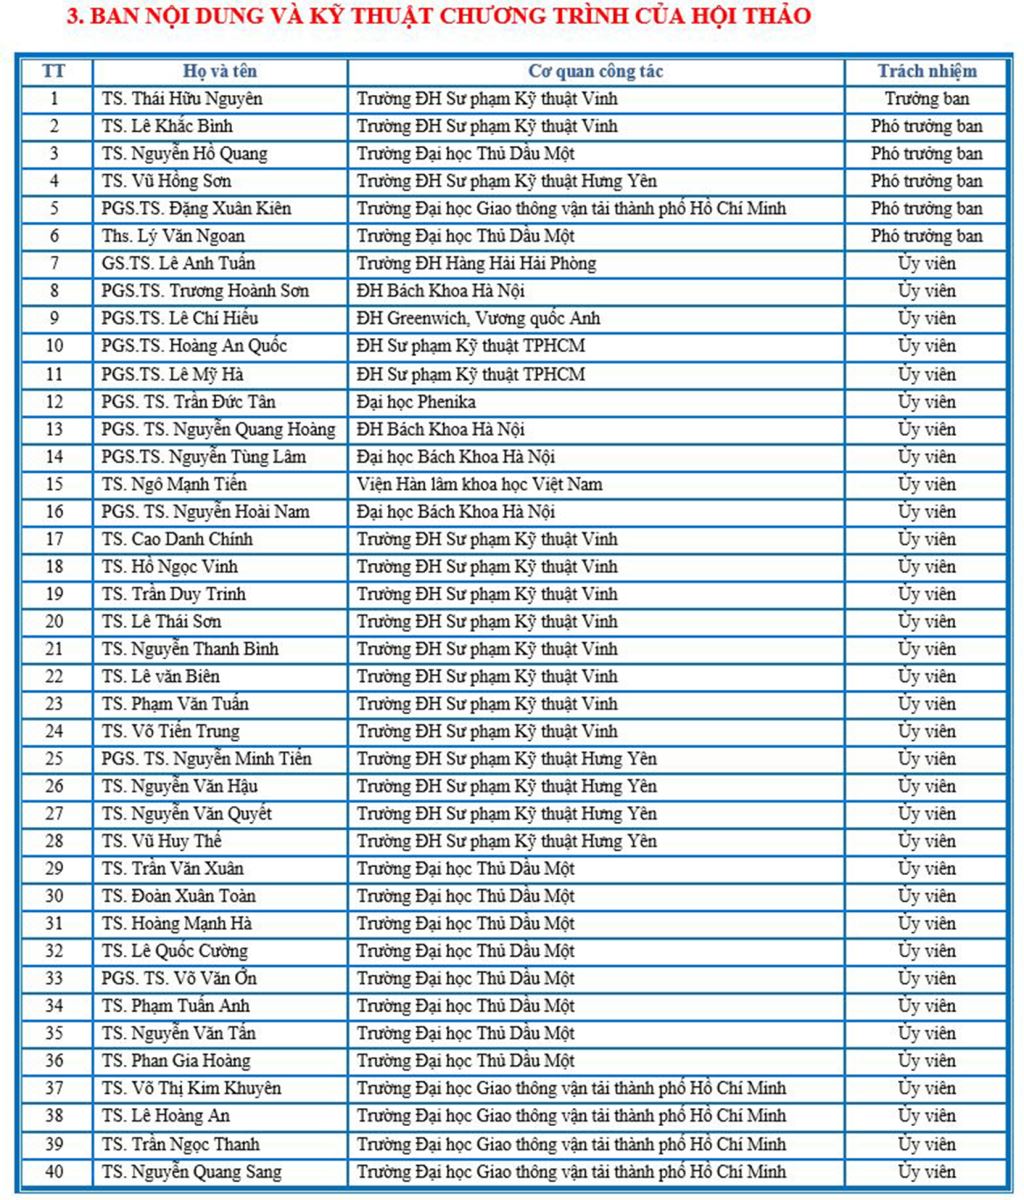 3. BAN NỘI DUNG VÀ KỸ THUẬT CHƯƠNG TRÌNH CỦA HỘI THẢO
TT Họ và tên Cơ quan công tác Trách nhiệm
1 TS. Thái Hữu Nguyên Trường ĐH Sư phạm Kỹ thuật Vinh Trưởng ban
2 TS. Lê Khắc Bình Trường ĐH Sư phạm Kỹ thuật Vinh Phó trưởng ban
3 TS. Nguyễn Hồ Quang Trường Đại học Thủ Dầu Một Phó trưởng ban
4 TS. Vũ Hồng Sơn Trường ĐH Sư phạm Kỹ thuật Hưng Yên Phó trưởng ban
5 PGS.TS. Đặng Xuân Kiên Trường Đại học Giao thông vận tải thành phố Hồ Chí Minh Phó trưởng ban
6 Ths. Lý Văn Ngoan Trường Đại học Thủ Dầu Một Phó trưởng ban
7 GS.TS. Lê Anh Tuấn Trường ĐH Hàng Hải Hải Phòng Ủy viên
8 PGS.TS. Trương Hoành Sơn ĐH Bách Khoa Hà Nội Ủy viên
9 PGS.TS. Lê Chí Hiếu ĐH Greenwich, Vương quốc Anh Ủy viên
10 PGS.TS. Hoàng An Quốc ĐH Sư phạm Kỹ thuật TPHCM Ủy viên
11 PGS.TS. Lê Mỹ Hà ĐH Sư phạm Kỹ thuật TPHCM Ủy viên
12 PGS. TS. Trần Đức Tân Đại học Phenika Ủy viên
13 PGS. TS. Nguyễn Quang Hoàng ĐH Bách Khoa Hà Nội Ủy viên
14 PGS.TS. Nguyễn Tùng Lâm Đại học Bách Khoa Hà Nội Ủy viên
15 TS. Ngô Mạnh Tiến Viện Hàn lâm khoa học Việt Nam Ủy viên
16 PGS. TS. Nguyễn Hoài Nam Đại học Bách Khoa Hà Nội Ủy viên
17 TS. Cao Danh Chính Trường ĐH Sư phạm Kỹ thuật Vinh Ủy viên
18 TS. Hồ Ngọc Vinh Trường ĐH Sư phạm Kỹ thuật Vinh Ủy viên
19 TS. Trần Duy Trinh Trường ĐH Sư phạm Kỹ thuật Vinh Ủy viên
20 TS. Lê Thái Sơn Trường ĐH Sư phạm Kỹ thuật Vinh Ủy viên
21 TS. Nguyễn Thanh Bình Trường ĐH Sư phạm Kỹ thuật Vinh Ủy viên
22 TS. Lê văn Biên Trường ĐH Sư phạm Kỹ thuật Vinh Ủy viên
23 TS. Phạm Văn Tuấn Trường ĐH Sư phạm Kỹ thuật Vinh Ủy viên
24 TS. Võ Tiến Trung Trường ĐH Sư phạm Kỹ thuật Vinh Ủy viên
25 PGS. TS. Nguyễn Minh Tiến Trường ĐH Sư phạm Kỹ thuật Hưng Yên Ủy viên
26 TS. Nguyễn Văn Hậu Trường ĐH Sư phạm Kỹ thuật Hưng Yên Ủy viên
27 TS. Nguyễn Văn Quyết Trường ĐH Sư phạm Kỹ thuật Hưng Yên Ủy viên
28 TS. Vũ Huy Thế Trường ĐH Sư phạm Kỹ thuật Hưng Yên Ủy viên
29 TS. Trần Văn Xuân Trường Đại học Thủ Dầu Một Ủy viên
30 TS. Đoàn Xuân Toàn Trường Đại học Thủ Dầu Một Ủy viên
31 TS. Hoàng Mạnh Hà Trường Đại học Thủ Dầu Một Ủy viên
32 TS. Lê Quốc Cường Trường Đại học Thủ Dầu Một Ủy viên
33 PGS. TS. Võ Văn Ớn Trường Đại học Thủ Dầu Một Ủy viên
34 TS. Phạm Tuấn Anh Trường Đại học Thủ Dầu Một Ủy viên
35 TS. Nguyễn Văn Tấn Trường Đại học Thủ Dầu Một Ủy viên
36 TS. Phan Gia Hoàng Trường Đại học Thủ Dầu Một Ủy viên
37 TS. Võ Thị Kim Khuyên Trường Đại học Giao thông vận tải thành phố Hồ Chí Minh Ủy viên
38 TS. Lê Hoàng An Trường Đại học Giao thông vận tải thành phố Hồ Chí Minh Ủy viên
39 TS. Trần Ngọc Thanh Trường Đại học Giao thông vận tải thành phố Hồ Chí Minh Ủy viên
40 TS. Nguyễn Quang Sang Trường Đại học Giao thông vận tải thành phố Hồ Chí Minh Ủy viên